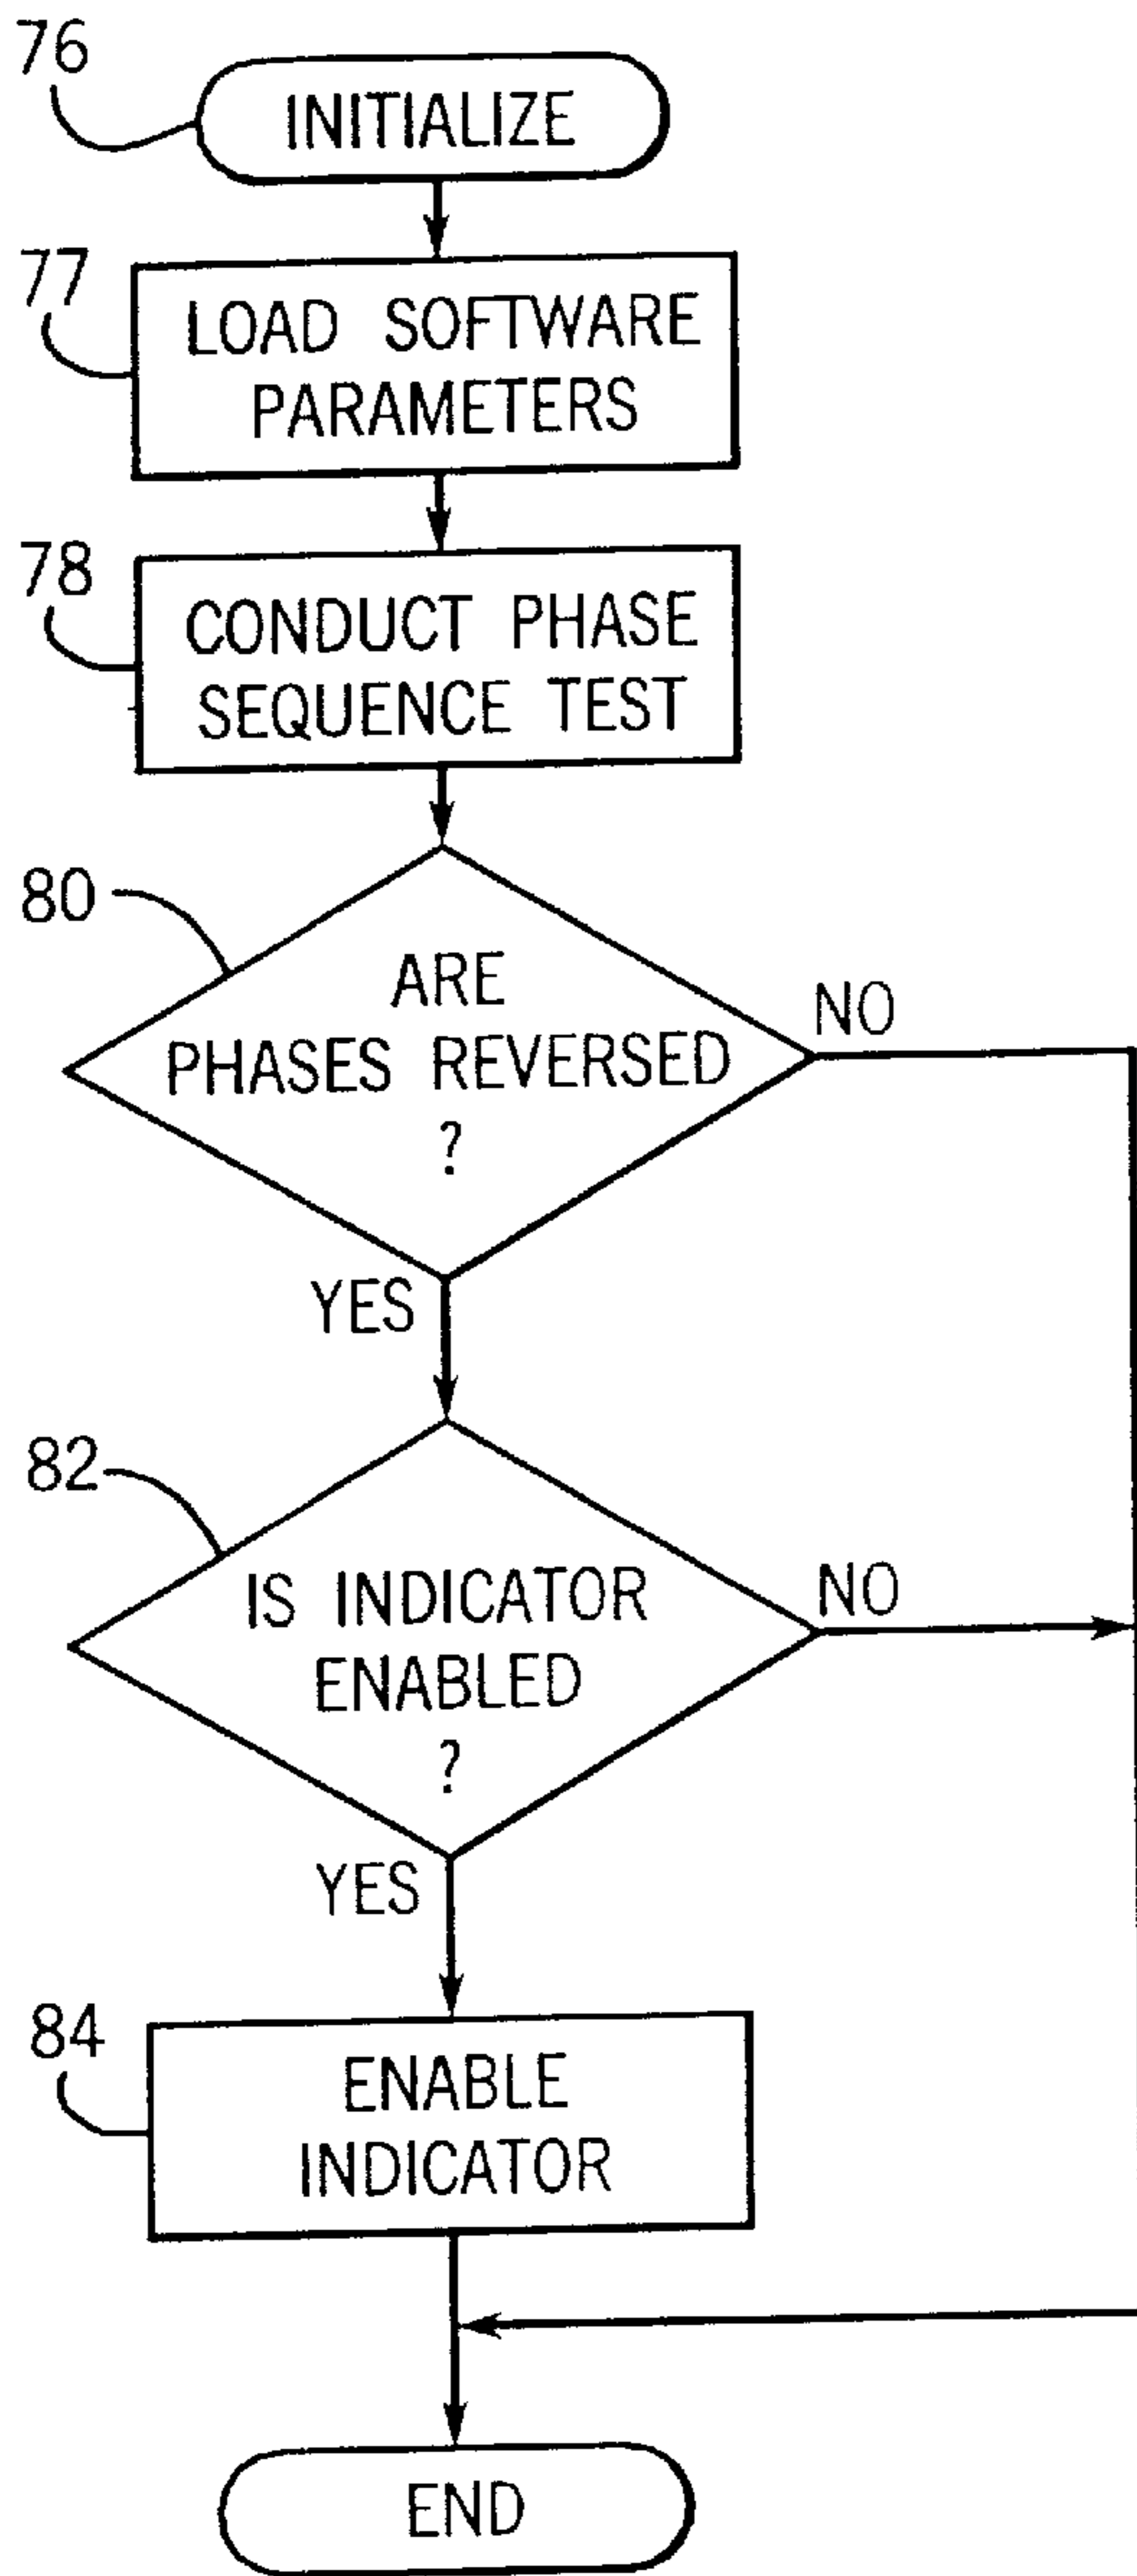 76
INITIALIZE
77
LOAD SOFTWARE
PARAMETERS
78
CONDUCT PHASE
SEQUENCE TEST
80
ARE
PHASES REVERSED
?
NO
YES
82
IS INDICATOR
ENABLED
?
NO
YES
84
ENABLE
INDICATOR
END